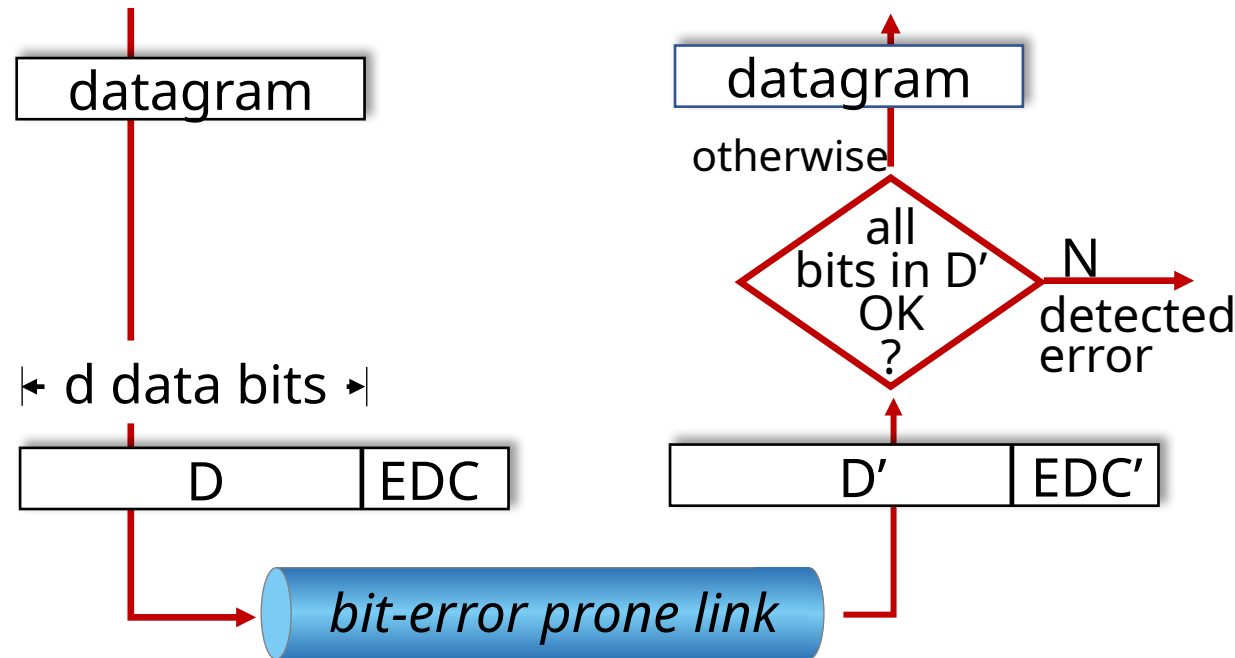 datagram
d data bits
D
EDC
bit-error prone link
datagram
otherwise
all
bits in D’
OK
?
N
detected
error
D’
EDC’